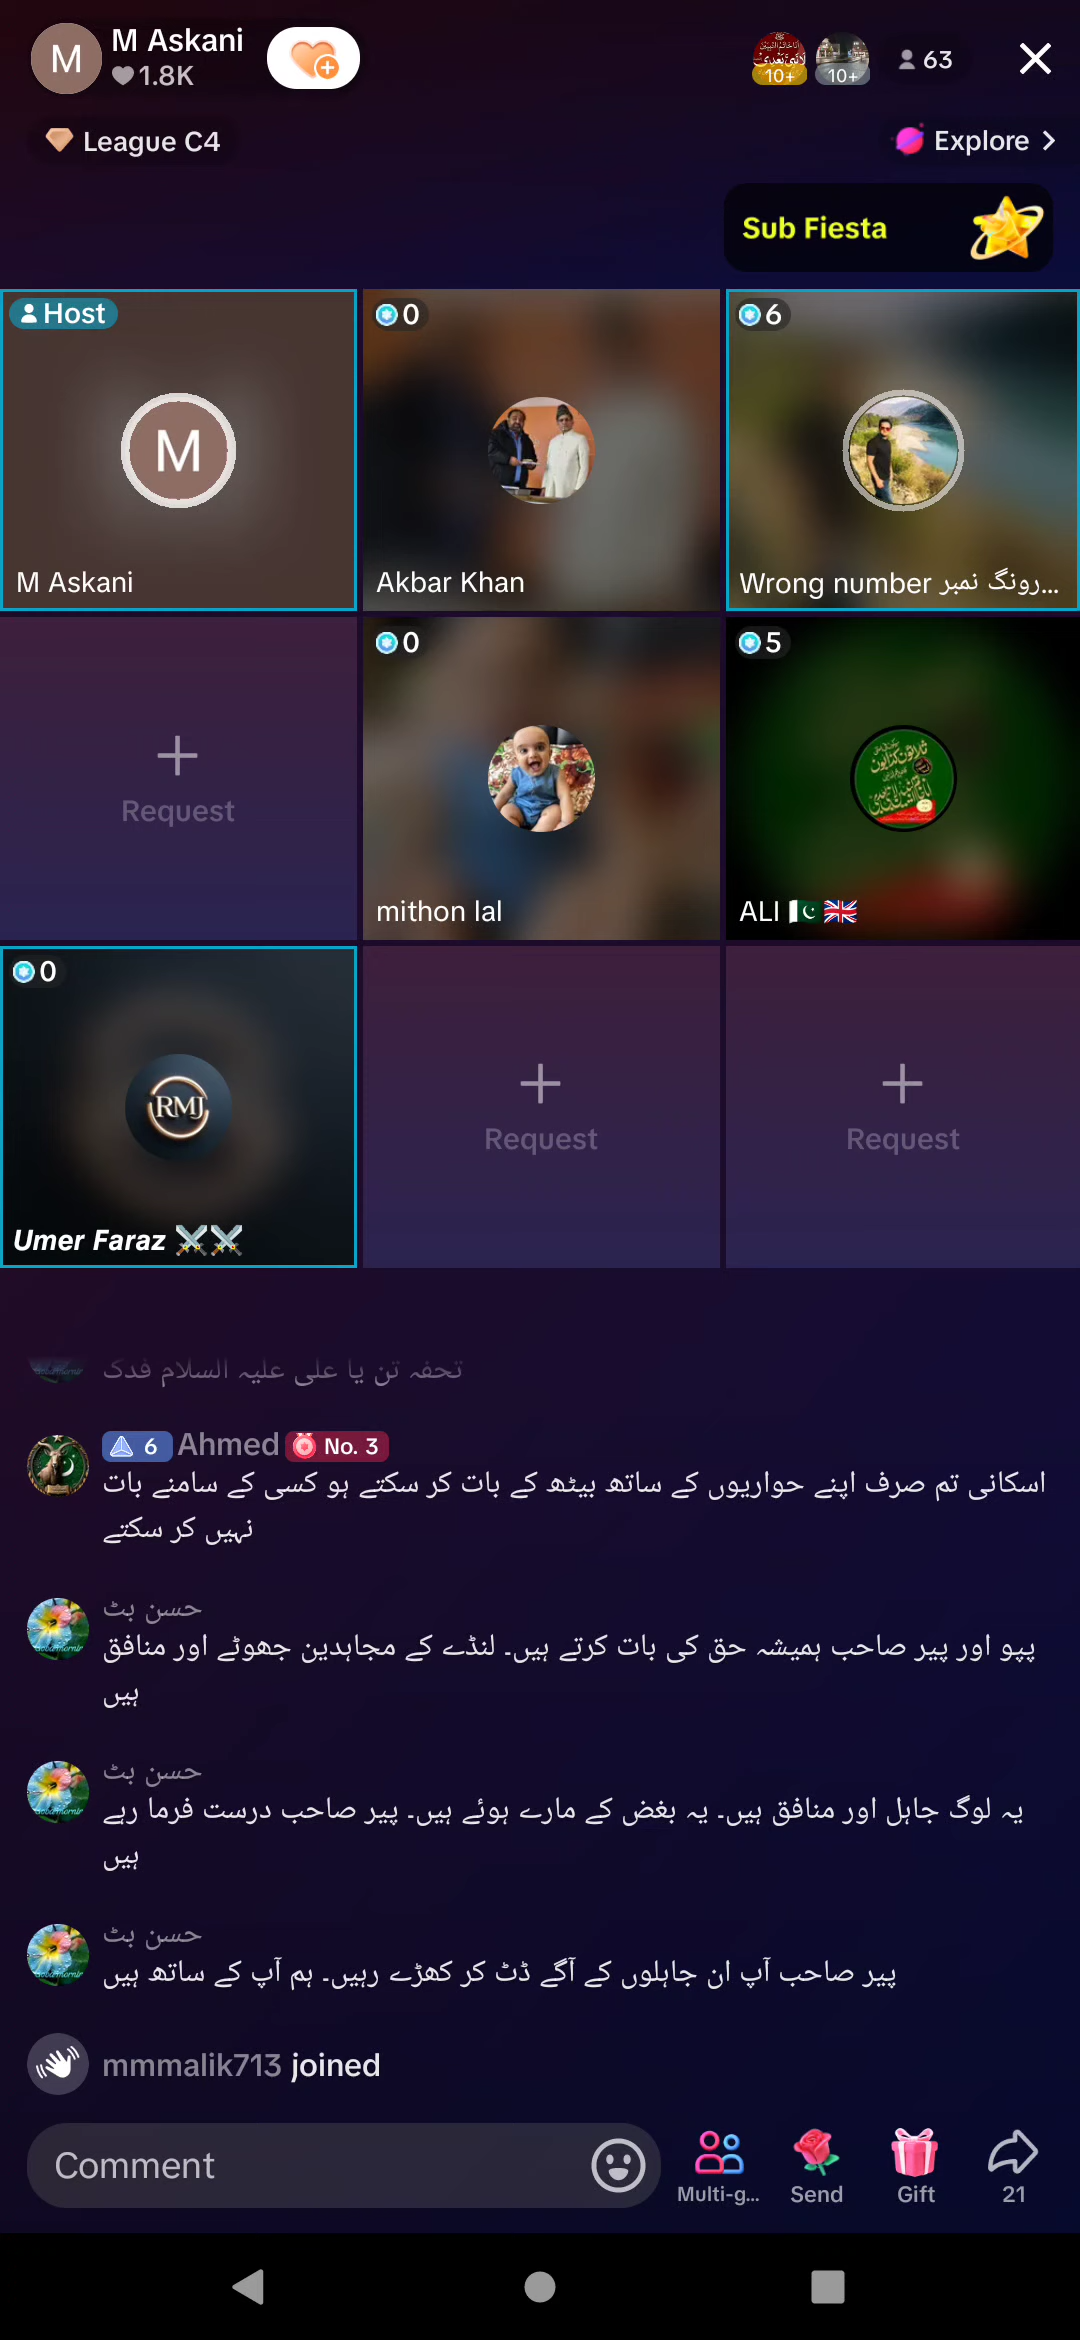 M
M Askani
1.8K
10+
10+
63
League C4
Explore
Sub Fiesta
Host
M
M Askani
0
Akbar Khan
6
Wrong number رونگ نمبر...
Request
0
mithon lal
5
ALI
0
RMJ
Umer Faraz
Request
Request
تحفہ تن یا علی علیہ السلام فدک
6 Ahmed No. 3
اسکانی تم صرف اپنے حواریوں کے ساتھ بیٹھ کے بات کر سکتے ہو کسی کے سامنے بات
نہیں کر سکتے
حسن بٹ
پپو اور پیر صاحب ہمیشہ حق کی بات کرتے ہیں۔ لنڈے کے مجاہدین جھوٹے اور منافق
ہیں
حسن بٹ
یہ لوگ جاہل اور منافق ہیں۔ یہ بغض کے مارے ہوئے ہیں۔ پیر صاحب درست فرما رہے
ہیں
حسن بٹ
پیر صاحب آپ ان جاہلوں کے آگے ڈٹ کر کھڑے رہیں۔ ہم آپ کے ساتھ ہیں
mmmalik713 joined
Comment
Multi-g...
Send
Gift
21